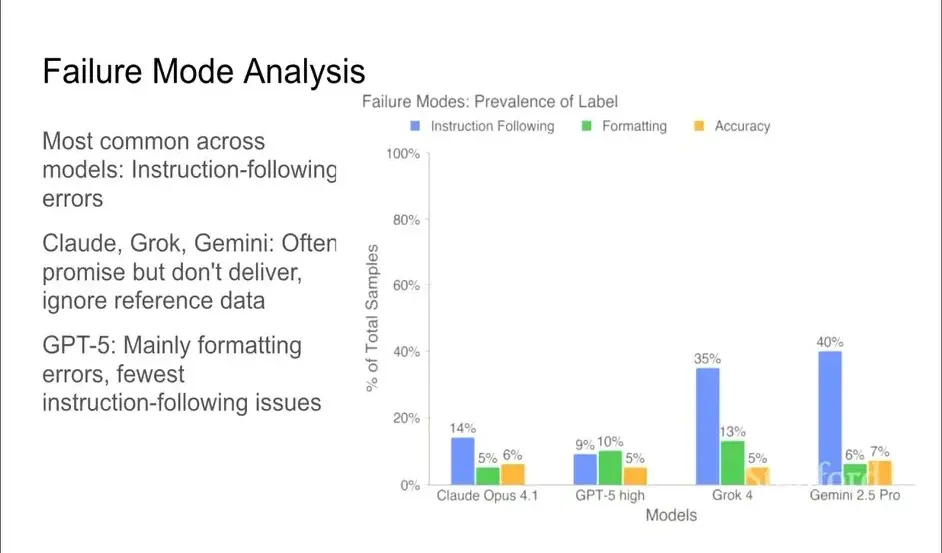 Failure Mode Analysis
Most common across
models: Instruction-following
errors
Claude, Grok, Gemini: Often
promise but don't deliver,
ignore reference data
GPT-5: Mainly formatting
errors, fewest
instruction-following issues
Failure Modes: Prevalence of Label
Instruction Following Formatting Accuracy
% of Total Samples
100%
80%
60%
40%
20%
0%
14% 5% 6%
9% 10% 5%
35% 13% 5%
40% 6% 7%
Claude Opus 4.1 GPT-5 high Grok 4 Gemini 2.5 Pro
Models
Stanford